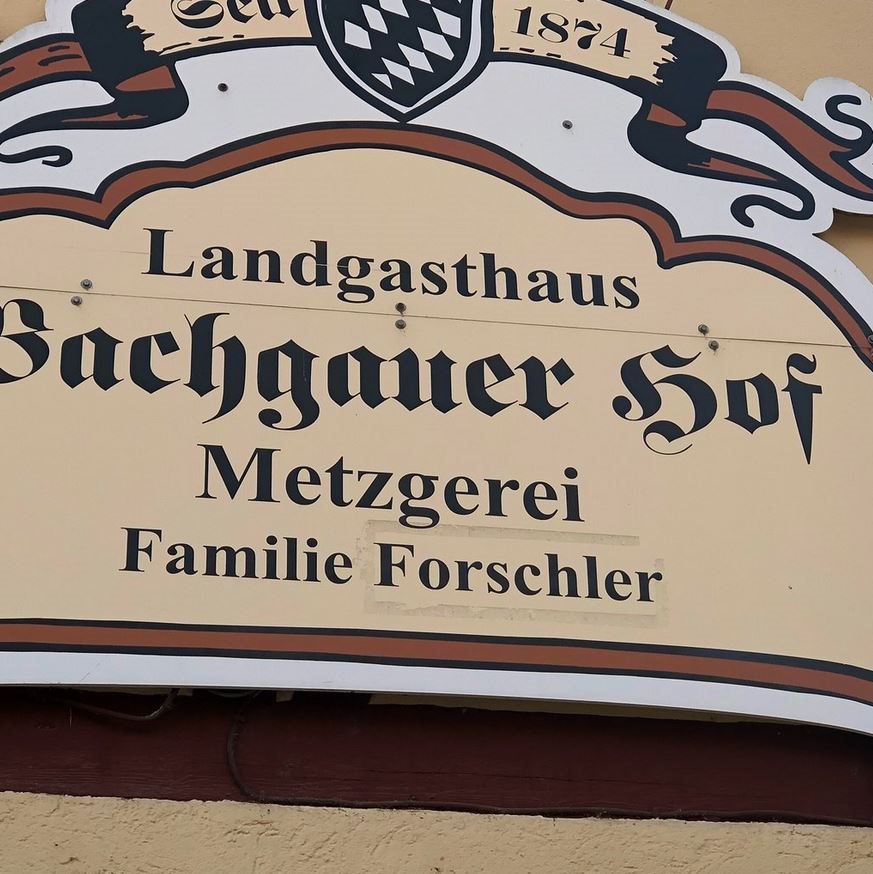 Seit 1874
Landgasthaus
Bachgauer Hof
Metzgerei
Familie Forschler